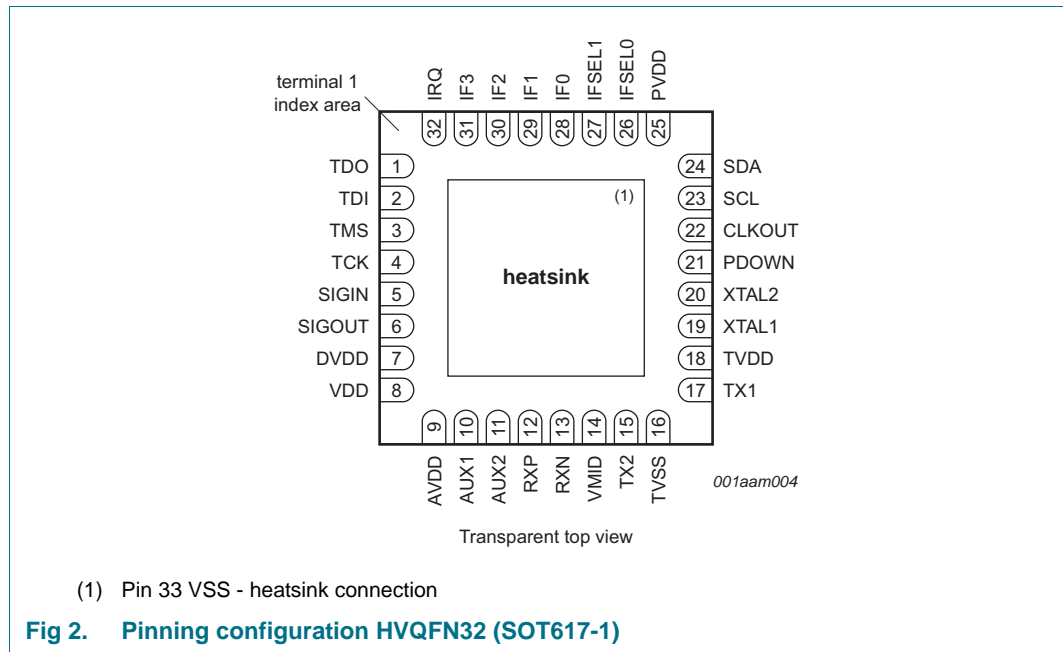 terminal 1
index area
IRQ IF3 IF2 IF1 IF0 IFSEL1 IFSEL0 PVDD
32 31 30 29 28 27 26 25
TDO 1 24 SDA
TDI 2 (1) 23 SCL
TMS 3 22 CLKOUT
TCK 4 heatsink 21 PDOWN
SIGIN 5 20 XTAL2
SIGOUT 6 19 XTAL1
DVDD 7 18 TVDD
VDD 8 17 TX1
9 10 11 12 13 14 15 16
AVDD AUX1 AUX2 RXP RXN VMID TX2 TVSS
001aam004
Transparent top view
(1) Pin 33 VSS - heatsink connection
Fig 2. Pinning configuration HVQFN32 (SOT617-1)